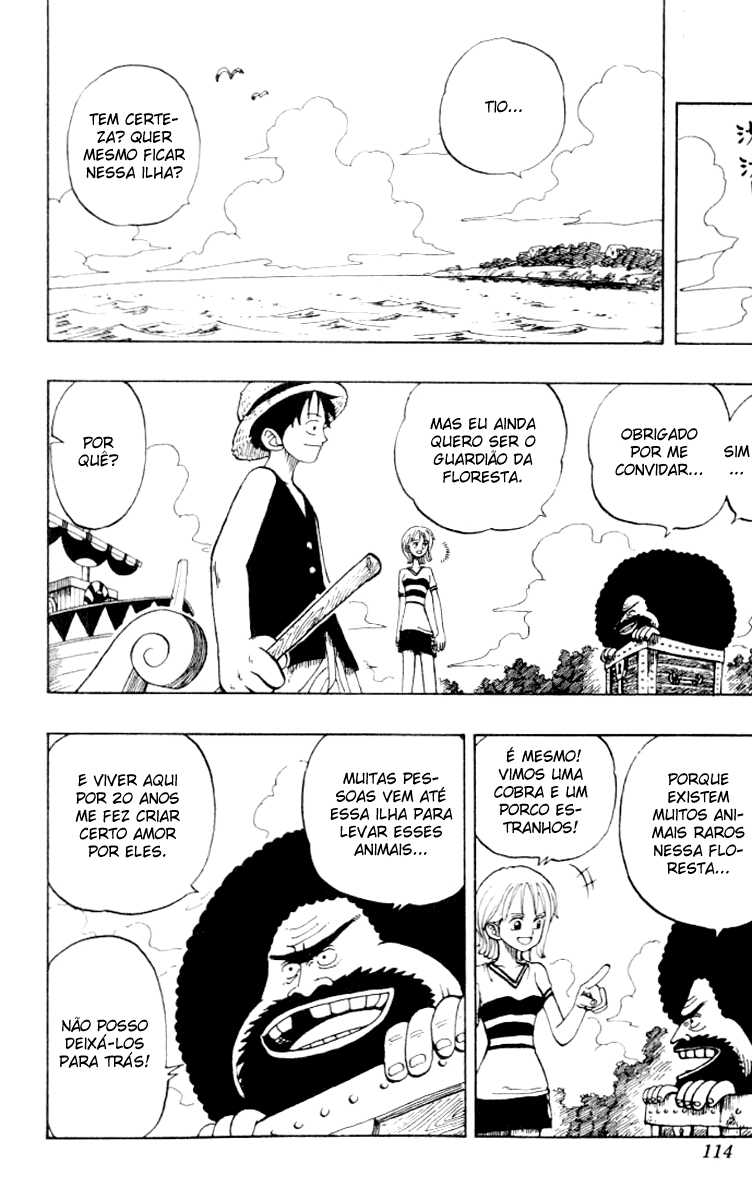 TIO...
TEM CERTE-
ZA? QUER
MESMO FICAR
NESSA ILHA?
SIM
...
OBRIGADO
POR ME
CONVIDAR...
MAS EU AINDA
QUERO SER O
GUARDIÃO DA
FLORESTA.
POR
QUÊ?
PORQUE
EXISTEM
MUITOS ANI-
MAIS RAROS
NESSA FLO-
RESTA...
É MESMO!
VIMOS UMA
COBRA E UM
PORCO ES-
TRANHOS!
MUITAS PES-
SOAS VEM ATÉ
ESSA ILHA PARA
LEVAR ESSES
ANIMAIS...
E VIVER AQUI
POR 20 ANOS
ME FEZ CRIAR
CERTO AMOR
POR ELES.
NÃO POSSO
DEIXÁ-LOS
PARA TRÁS!
114